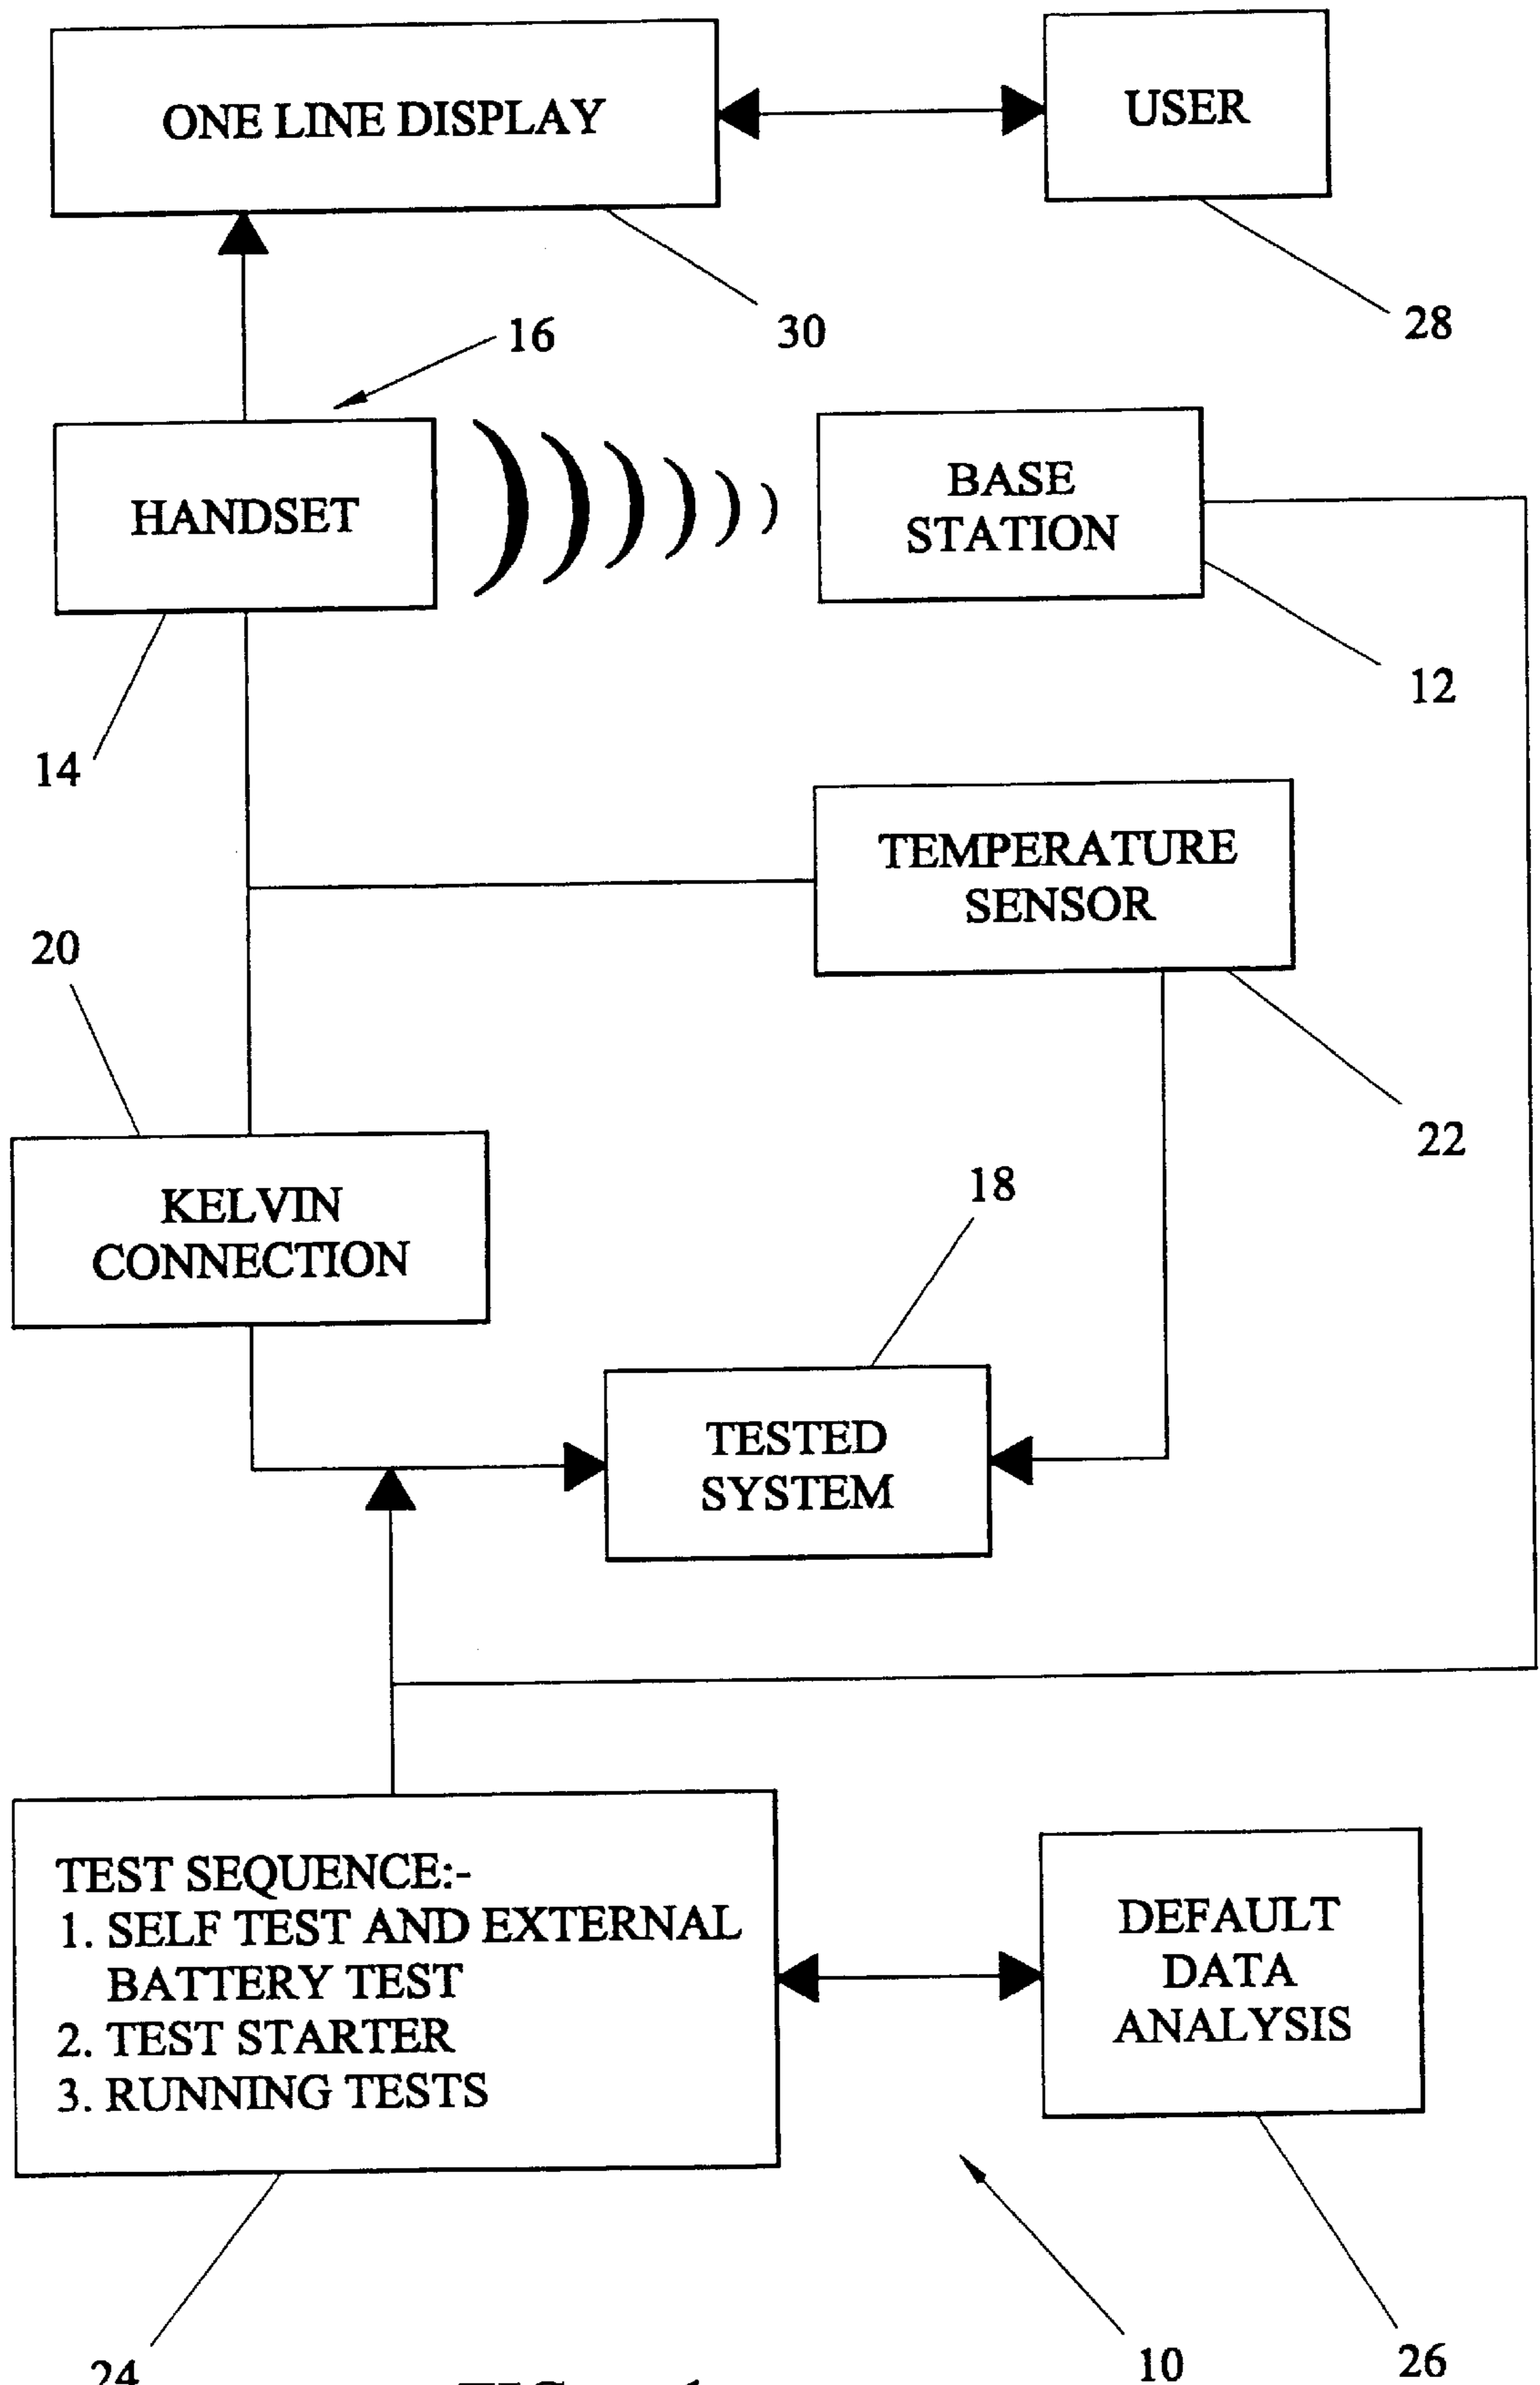 ONE LINE DISPLAY
USER
30
28
16
HANDSET
BASE
STATION
14
12
TEMPERATURE
SENSOR
20
22
KELVIN
CONNECTION
18
TESTED
SYSTEM
TEST SEQUENCE:-
1. SELF TEST AND EXTERNAL
BATTERY TEST
2. TEST STARTER
3. RUNNING TESTS
DEFAULT
DATA
ANALYSIS
24
10
26